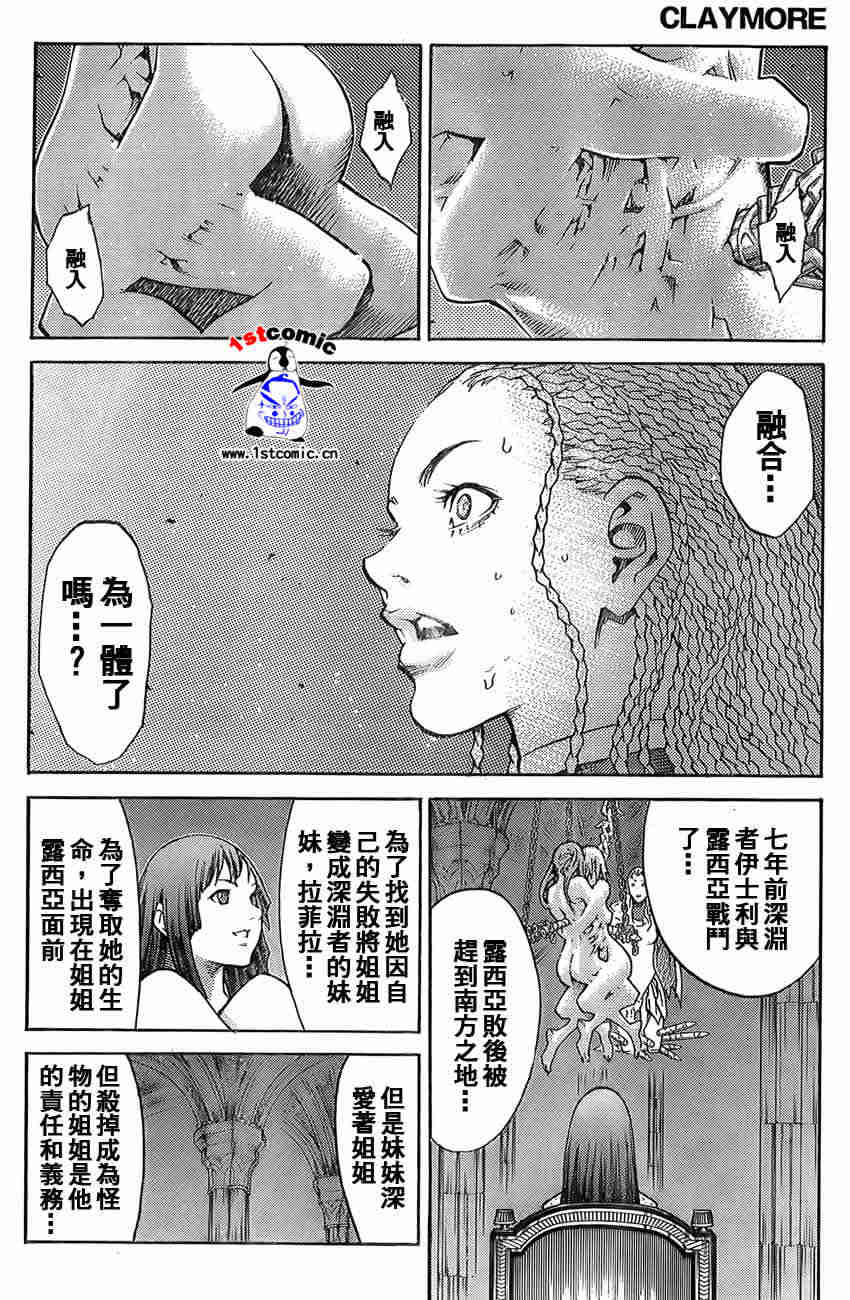 CLAYMORE
融入
融入
融入
1stcomic
www.1stcomic.cn
融合…
為一體了
嗎…?
七年前深淵
者伊士利與
露西亞戰鬥
了…
露西亞敗後被
趕到南方之地…
為了找到她因自
己的失敗將姐姐
變成深淵者的妹
妹，拉菲拉…
為了奪取她的生
命，出現在姐姐
露西亞面前
但是妹妹深
愛著姐姐
但殺掉成為怪
物的姐姐是他
的責任和義務…